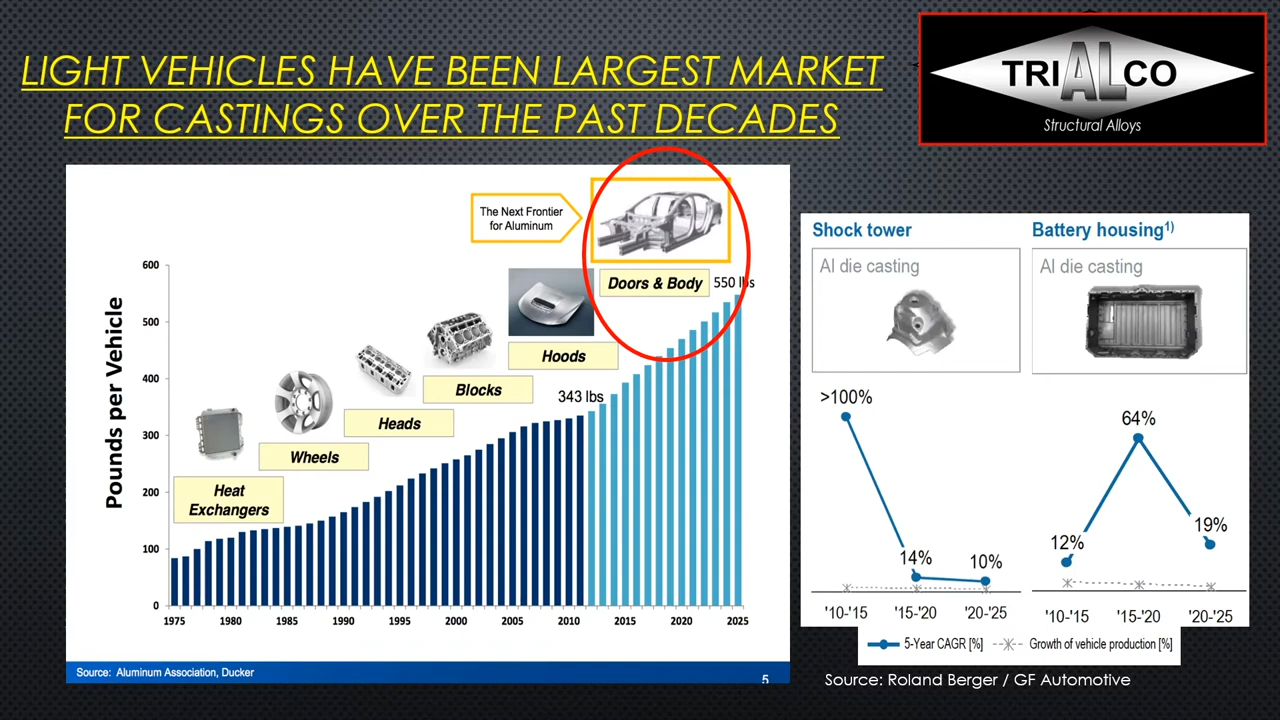 LIGHT VEHICLES HAVE BEEN LARGEST MARKET
FOR CASTINGS OVER THE PAST DECADES
TRIALCO
Structural Alloys
The Next Frontier
for Aluminum
Doors & Body
550 lbs
Hoods
343 lbs
Blocks
Heads
Wheels
Heat
Exchangers
Pounds per Vehicle
600
500
400
300
200
100
0
1975 1980 1985 1990 1995 2000 2005 2010 2015 2020 2025
Source: Aluminum Association, Ducker
5
Shock tower
Al die casting
>100%
14%
10%
'10-'15 '15-'20 '20-'25
Battery housing1)
Al die casting
64%
12%
19%
'10-'15 '15-'20 '20-'25
5-Year CAGR [%] Growth of vehicle production [%]
Source: Roland Berger / GF Automotive